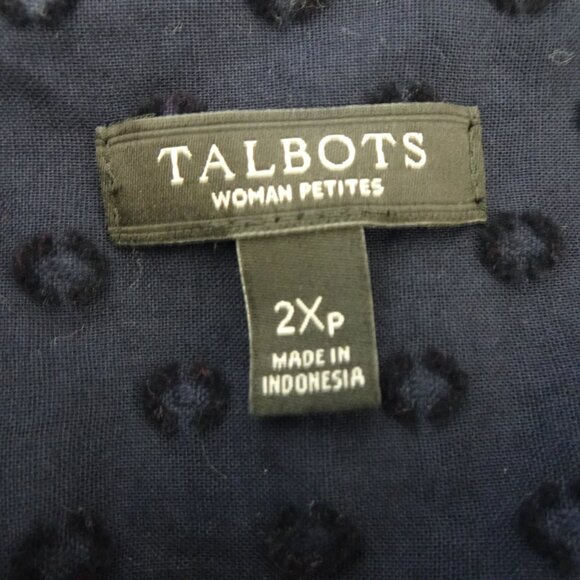 TALBOTS
WOMAN PETITES
2XP
MADE IN
INDONESIA